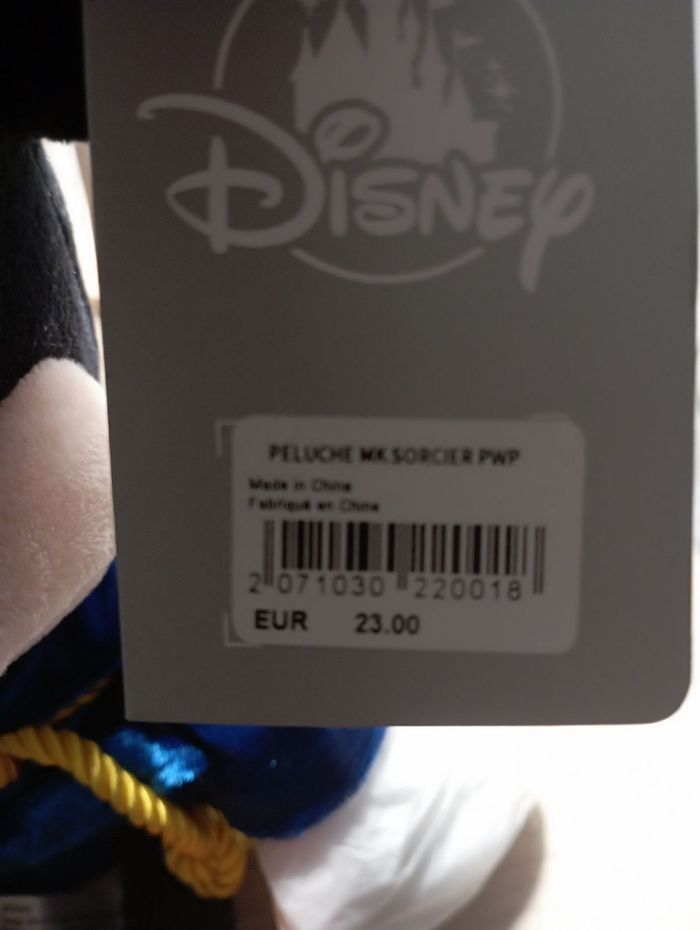 Disney
PELUCHE MK SORCIER PWP
Made in China
Fabriqué en Chine
2 071030 220018
EUR 23.00